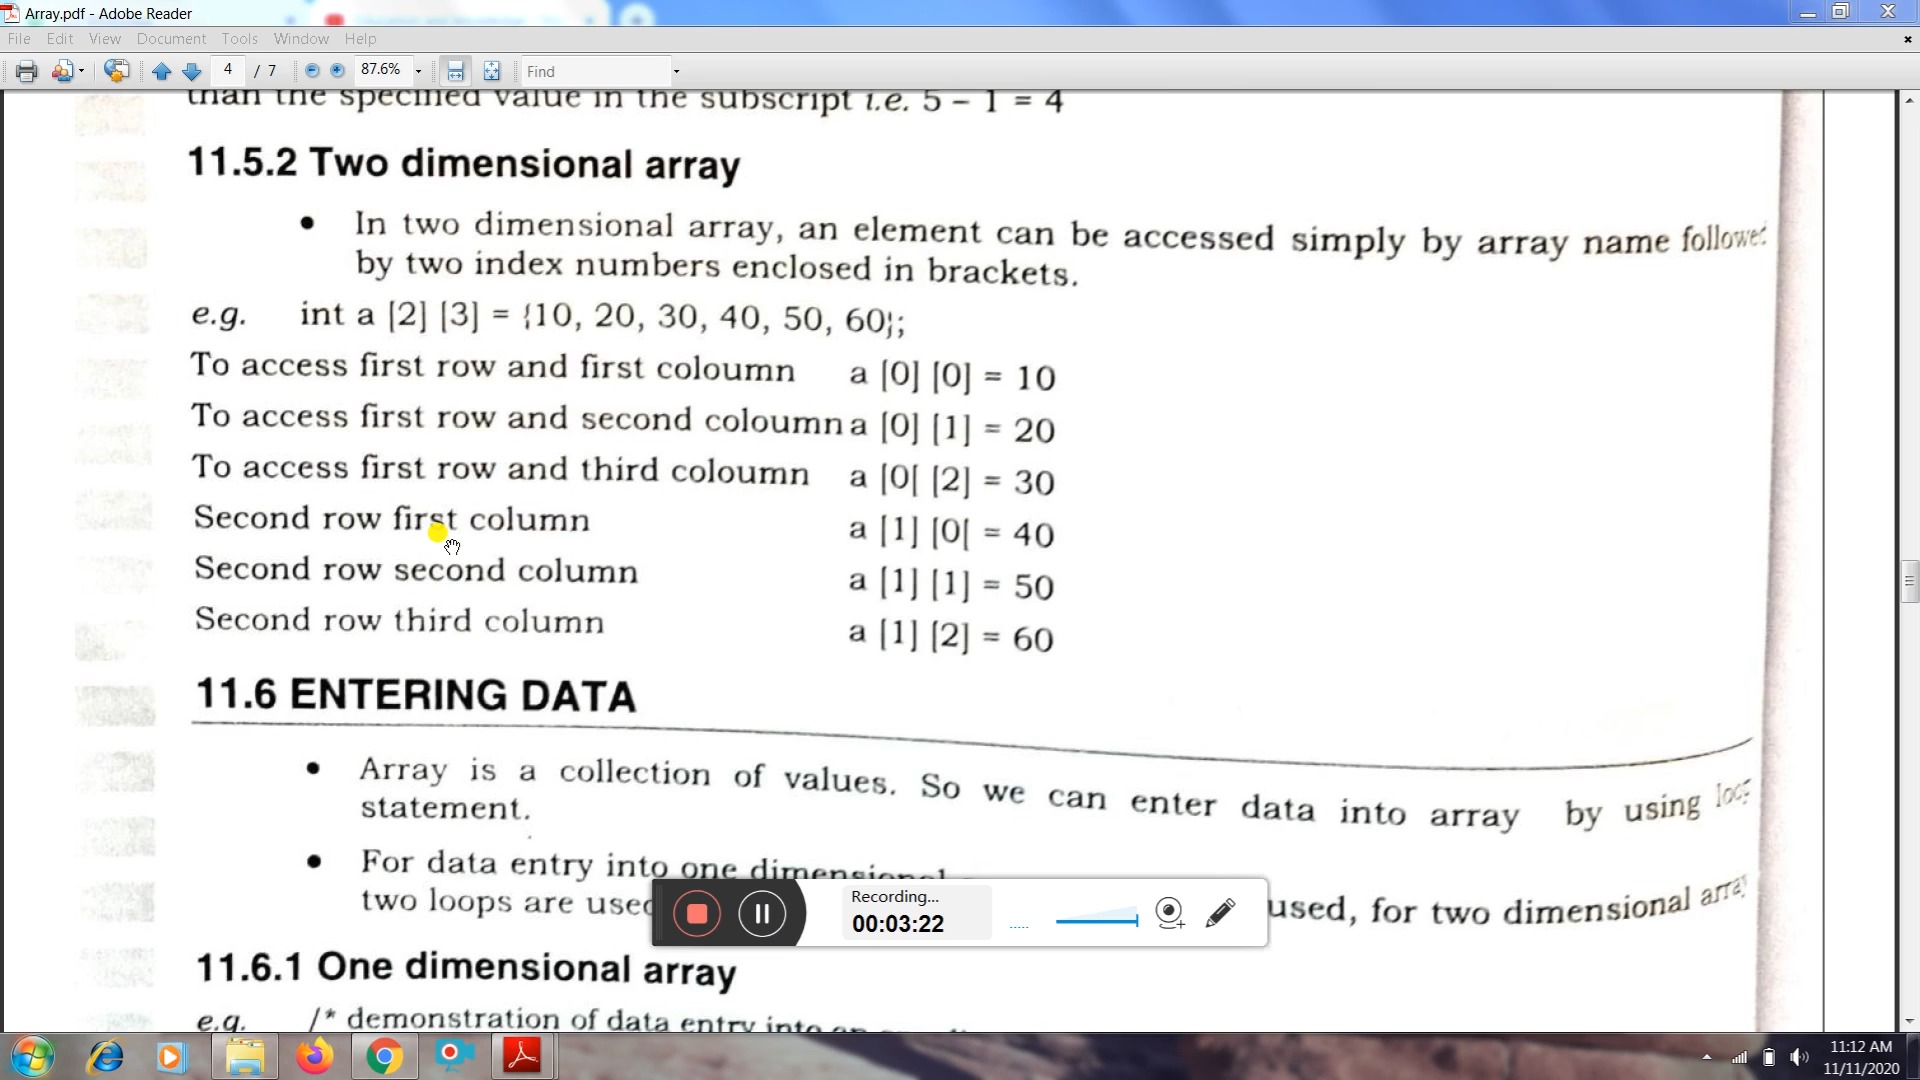 Array.pdf - Adobe Reader
File Edit View Document Tools Window Help
4 / 7 87.6% Find
than the specified value in the subscript i.e. 5 – 1 = 4
11.5.2 Two dimensional array
• In two dimensional array, an element can be accessed simply by array name followed
by two index numbers enclosed in brackets.
e.g. int a [2] [3] = {10, 20, 30, 40, 50, 60};
To access first row and first coloumn a [0] [0] = 10
To access first row and second coloumn a [0] [1] = 20
To access first row and third coloumn a [0[ [2] = 30
Second row first column a [1] [0[ = 40
Second row second column a [1] [1] = 50
Second row third column a [1] [2] = 60
11.6 ENTERING DATA
• Array is a collection of values. So we can enter data into array by using loop
statement.
• For data entry into one dimensional
two loops are used used, for two dimensional array
Recording...
00:03:22
11.6.1 One dimensional array
e.g. /* demonstration of data entry into
11:12 AM
11/11/2020